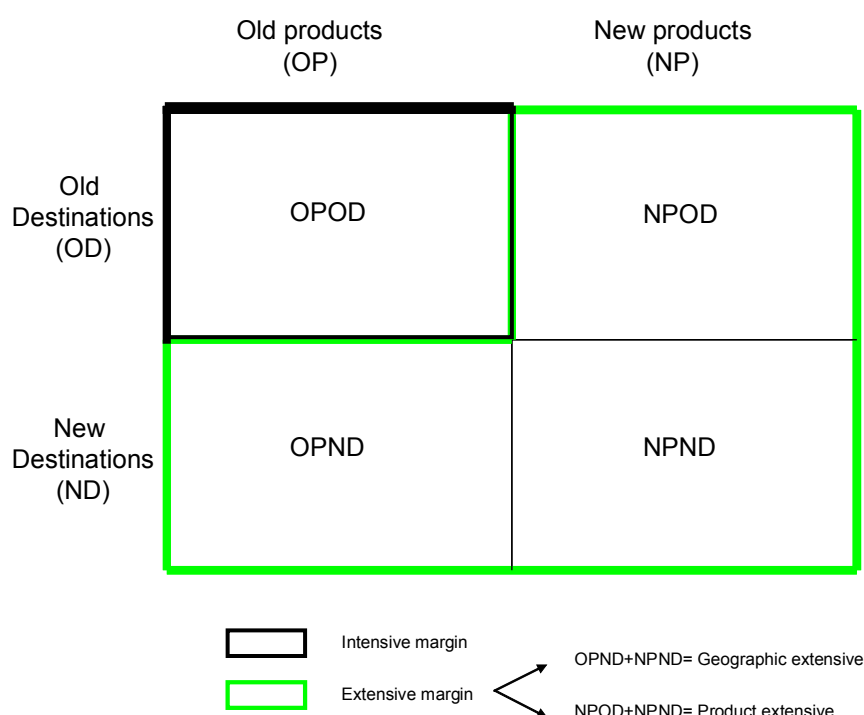 Old products
(OP)
New products
(NP)
Old
Destinations
(OD)
OPOD
NPOD
New
Destinations
(ND)
OPND
NPND
Intensive margin
Extensive margin
OPND+NPND= Geographic extensive
NPOD+NPND= Product extensive